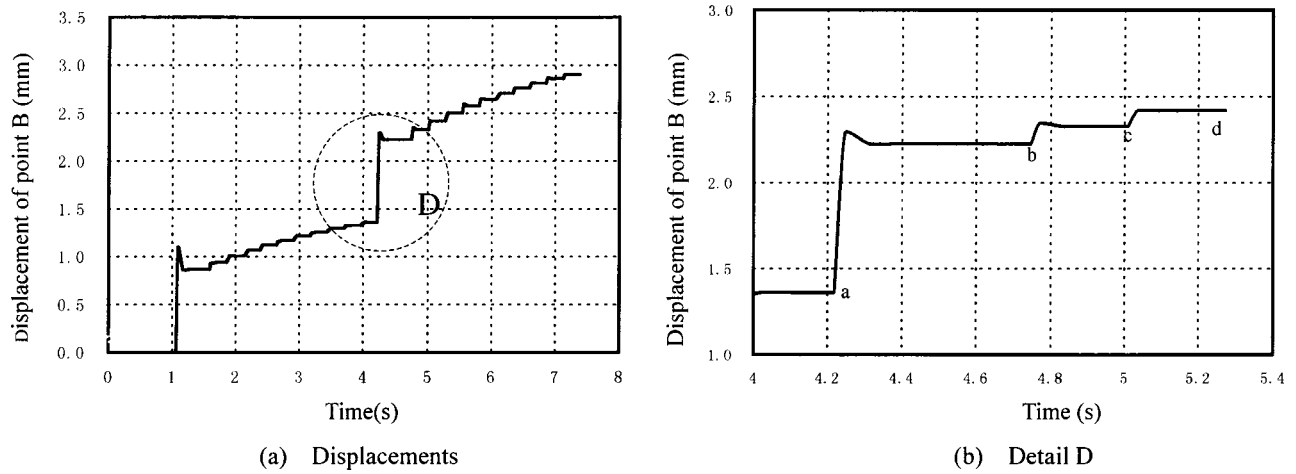 Displacement of point B (mm)
3.5
3.0
2.5
2.0
1.5
1.0
0.5
0.0
0 1 2 3 4 5 6 7 8
D
Time(s)
(a) Displacements
Displacement of point B (mm)
3.0
2.5
2.0
1.5
1.0
a
b
c
d
4 4.2 4.4 4.6 4.8 5 5.2 5.4
Time (s)
(b) Detail D